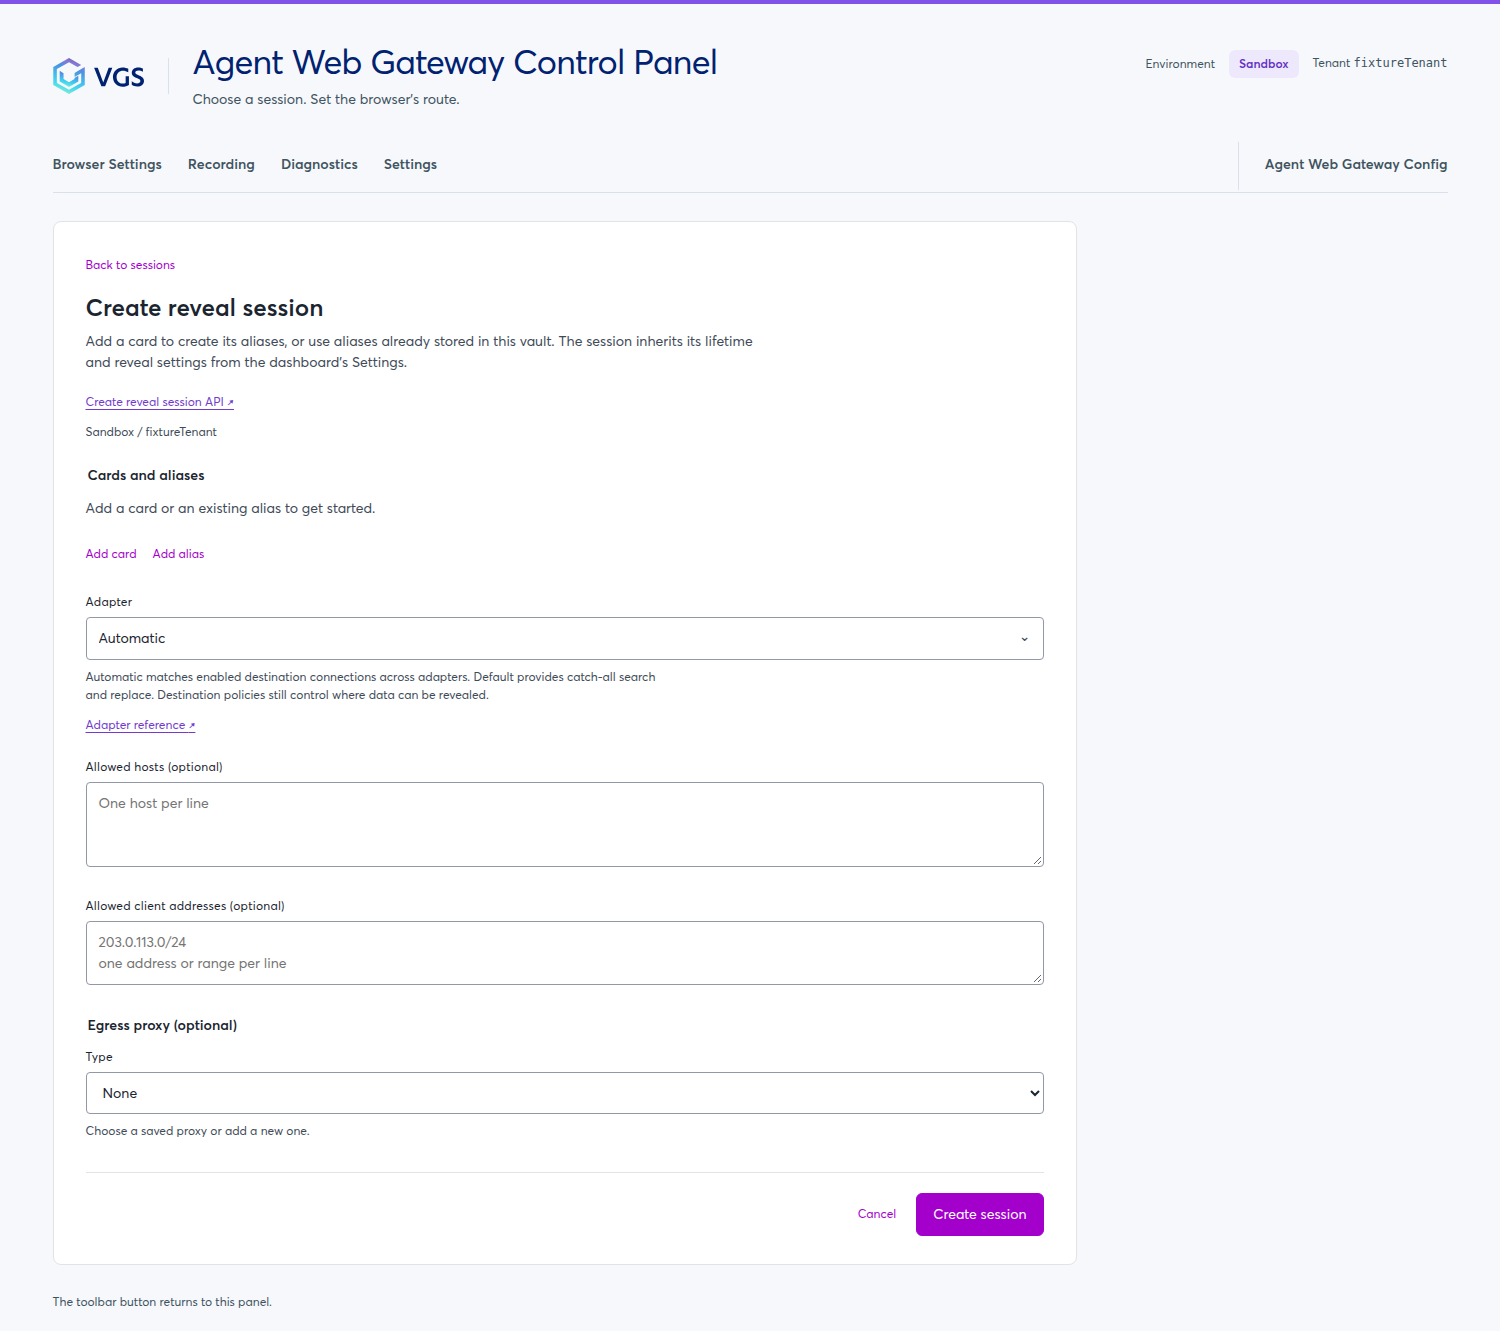 VGS
Agent Web Gateway Control Panel
Choose a session. Set the browser's route.
Environment Sandbox Tenant fixtureTenant
Browser Settings Recording Diagnostics Settings Agent Web Gateway Config
Back to sessions
Create reveal session
Add a card to create its aliases, or use aliases already stored in this vault. The session inherits its lifetime
and reveal settings from the dashboard's Settings.
Create reveal session API ↗
Sandbox / fixtureTenant
Cards and aliases
Add a card or an existing alias to get started.
Add card Add alias
Adapter
Automatic
Automatic matches enabled destination connections across adapters. Default provides catch-all search
and replace. Destination policies still control where data can be revealed.
Adapter reference ↗
Allowed hosts (optional)
One host per line
Allowed client addresses (optional)
203.0.113.0/24
one address or range per line
Egress proxy (optional)
Type
None
Choose a saved proxy or add a new one.
Cancel Create session
The toolbar button returns to this panel.